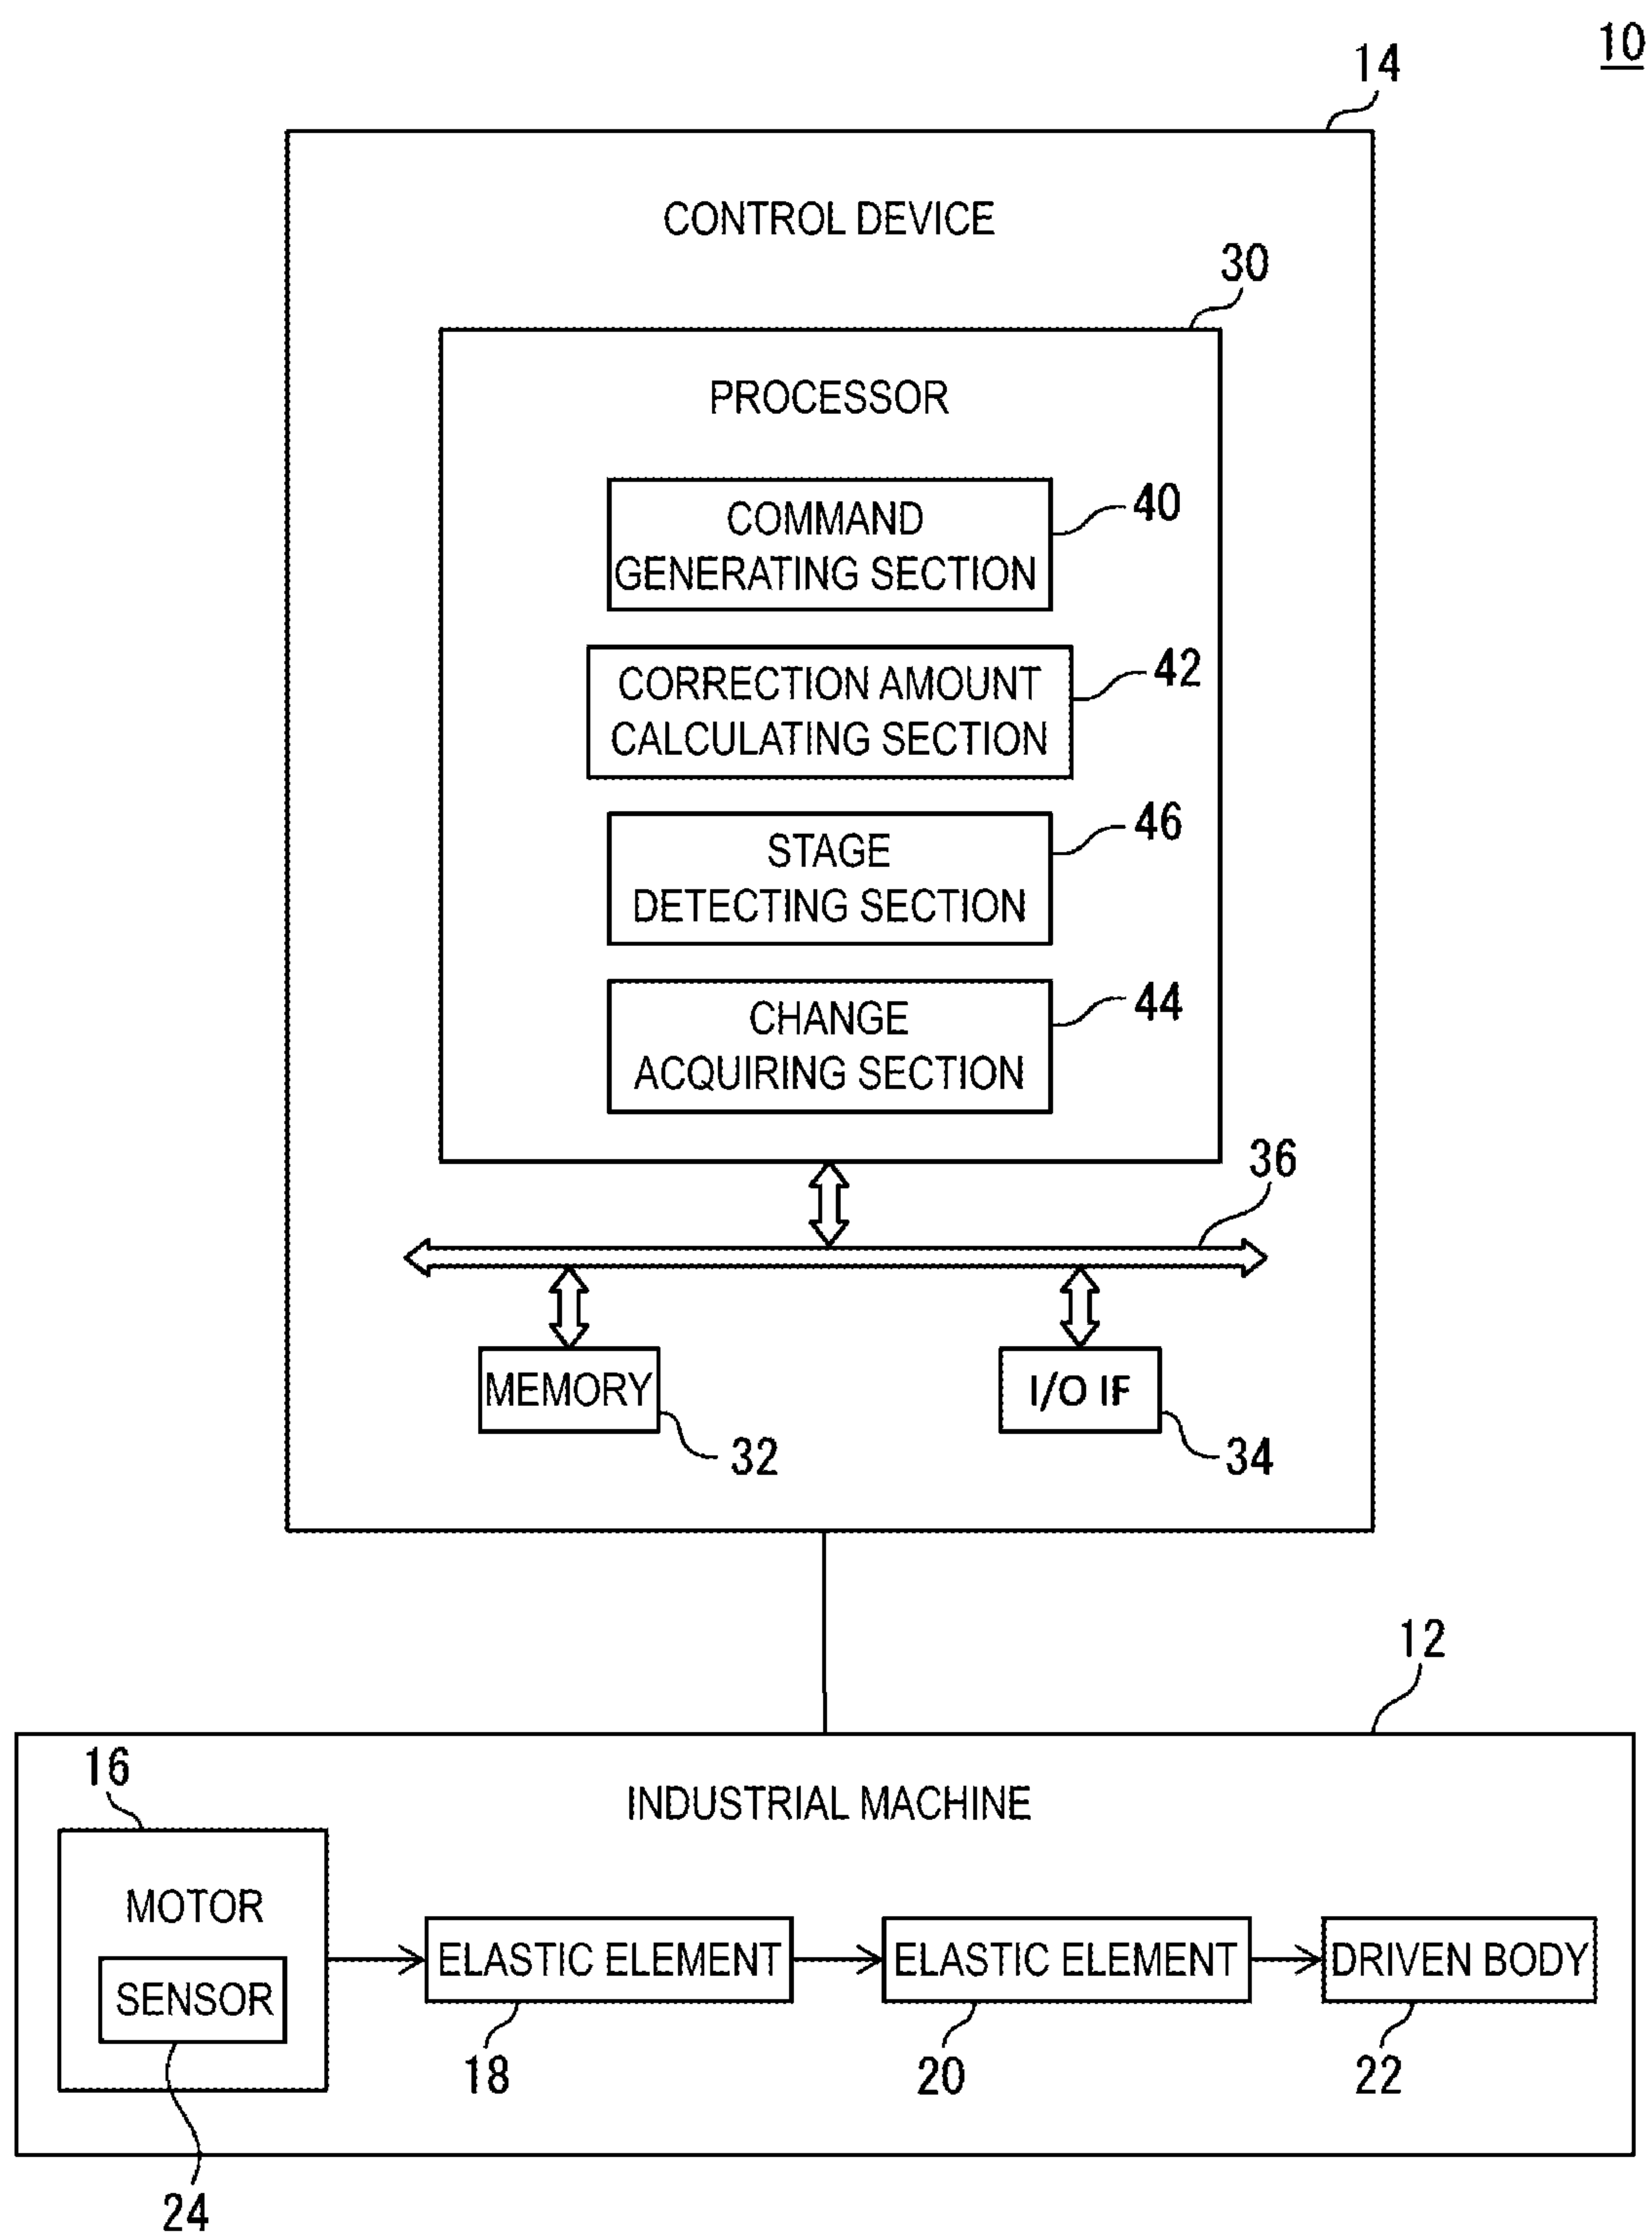 10
14
CONTROL DEVICE
30
PROCESSOR
COMMAND
GENERATING SECTION
40
CORRECTION AMOUNT
CALCULATING SECTION
42
STAGE
DETECTING SECTION
46
CHANGE
ACQUIRING SECTION
44
36
MEMORY
32
I/O IF
34
12
INDUSTRIAL MACHINE
16
MOTOR
SENSOR
24
ELASTIC ELEMENT
18
ELASTIC ELEMENT
20
DRIVEN BODY
22